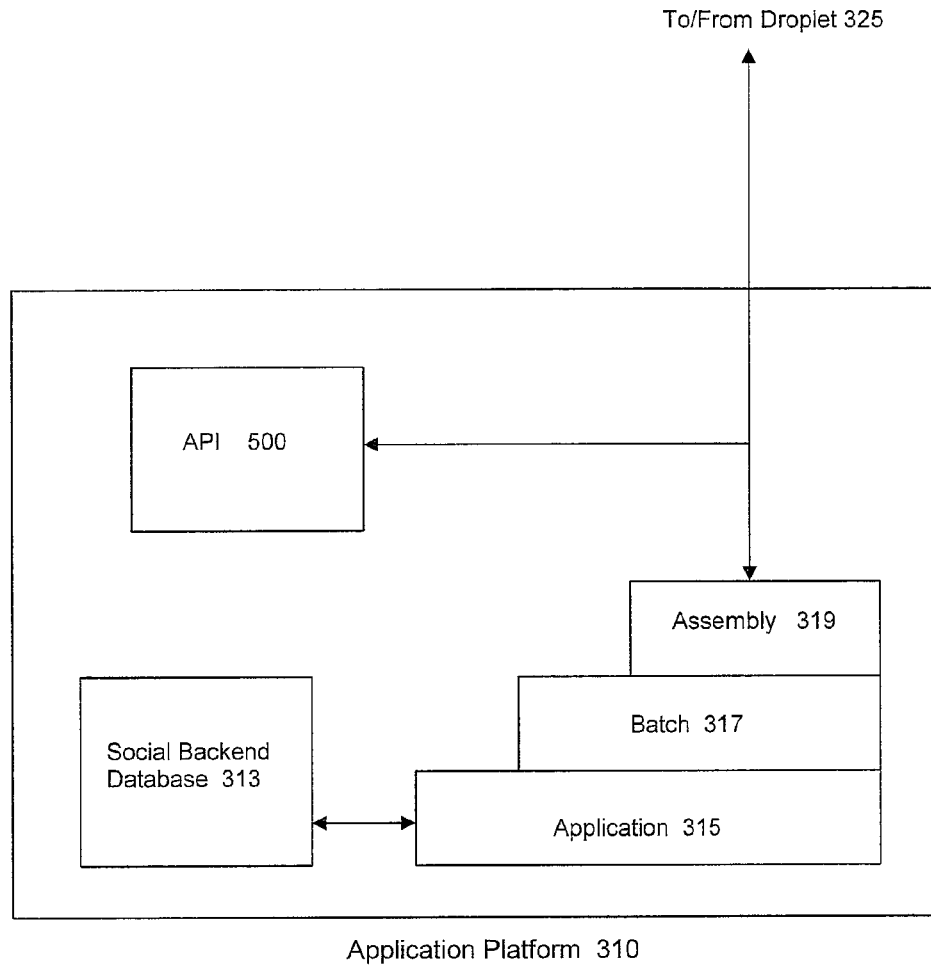 To/From Droplet 325
API 500
Assembly 319
Batch 317
Social Backend
Database 313
Application 315
Application Platform 310